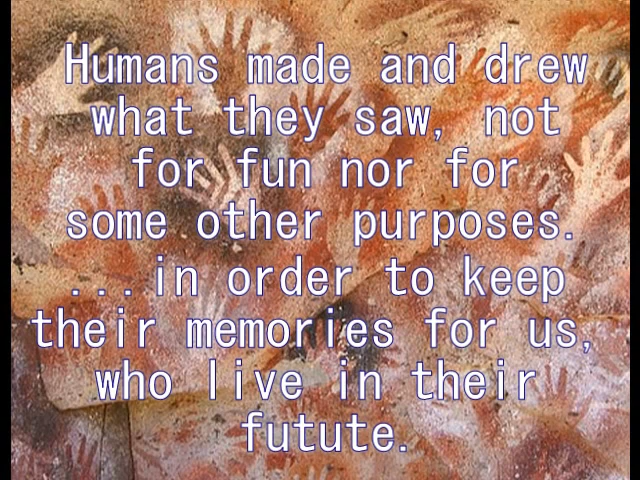 Humans made and drew
what they saw, not
for fun nor for
some other purposes.
...in order to keep
their memories for us,
who live in their
futute.